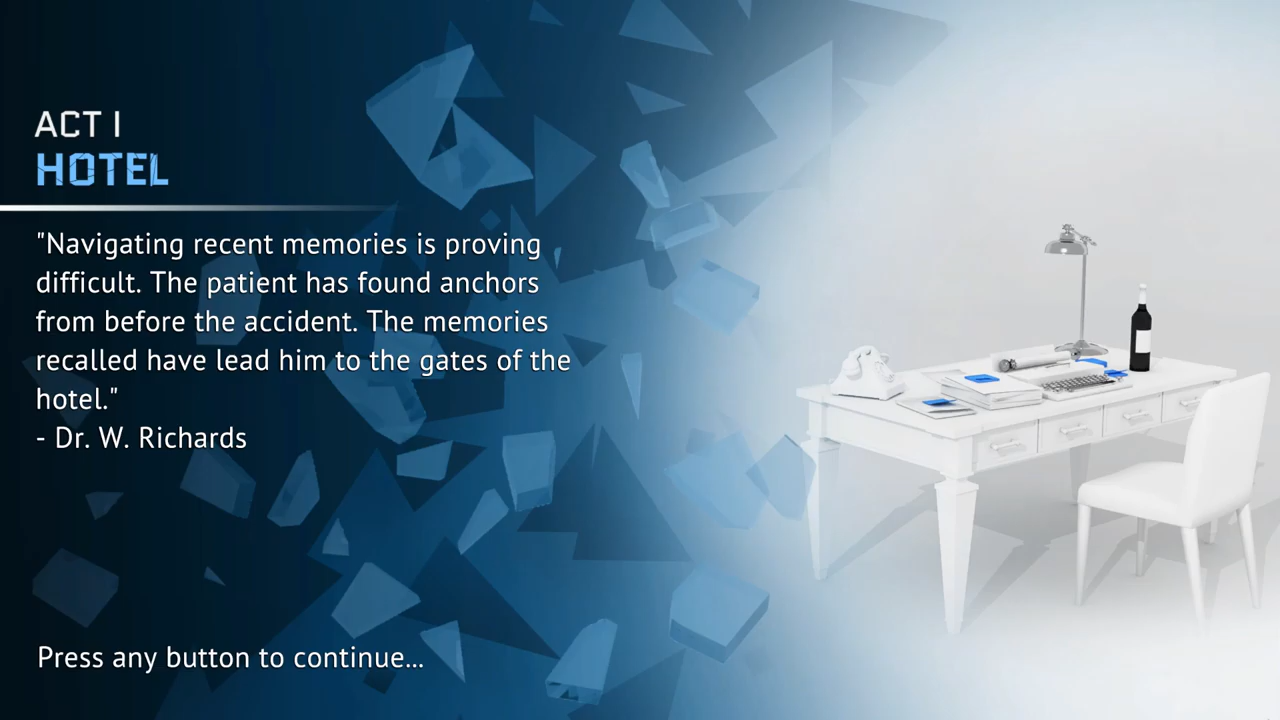 ACT I
HOTEL
"Navigating recent memories is proving
difficult. The patient has found anchors
from before the accident. The memories
recalled have lead him to the gates of the
hotel."
- Dr. W. Richards
Press any button to continue...